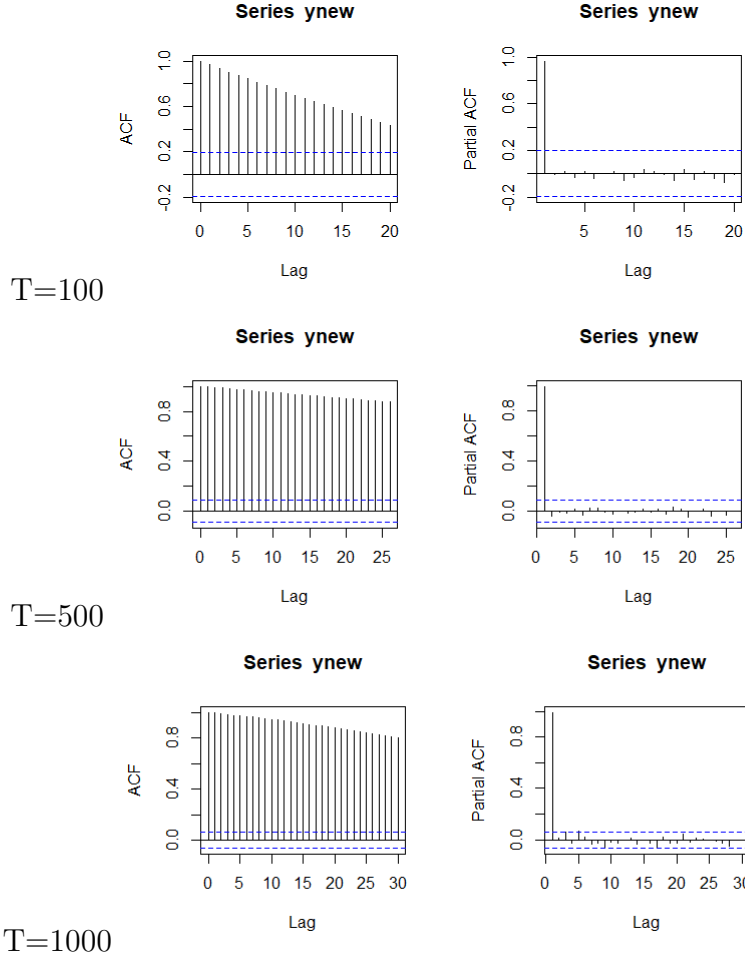 Series ynew
Series ynew
ACF
-0.2 0.2 0.6 1.0
0 5 10 15 20
Lag
Partial ACF
-0.2 0.2 0.6 1.0
5 10 15 20
Lag
T=100
Series ynew
Series ynew
ACF
0.0 0.4 0.8
0 5 10 15 20 25
Lag
Partial ACF
0.0 0.4 0.8
0 5 10 15 20 25
Lag
T=500
Series ynew
Series ynew
ACF
0.0 0.4 0.8
0 5 10 15 20 25 30
Lag
Partial ACF
0.0 0.4 0.8
0 5 10 15 20 25 30
Lag
T=1000